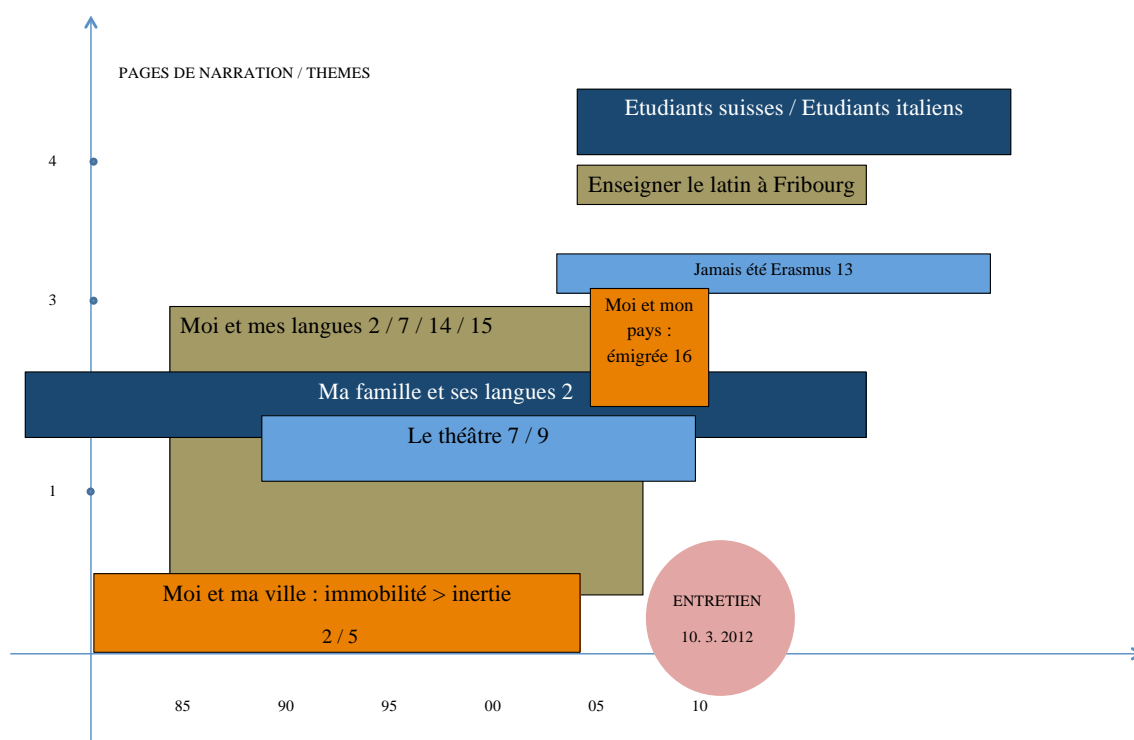 PAGES DE NARRATION / THEMES
Etudiants suisses / Etudiants italiens
4
Enseigner le latin à Fribourg
Jamais été Erasmus 13
3
Moi et mon
pays :
émigrée 16
Moi et mes langues 2 / 7 / 14 / 15
Ma famille et ses langues 2
Le théâtre 7 / 9
1
Moi et ma ville : immobilité > inertie
2 / 5
ENTRETIEN
10. 3. 2012
85 90 95 00 05 10